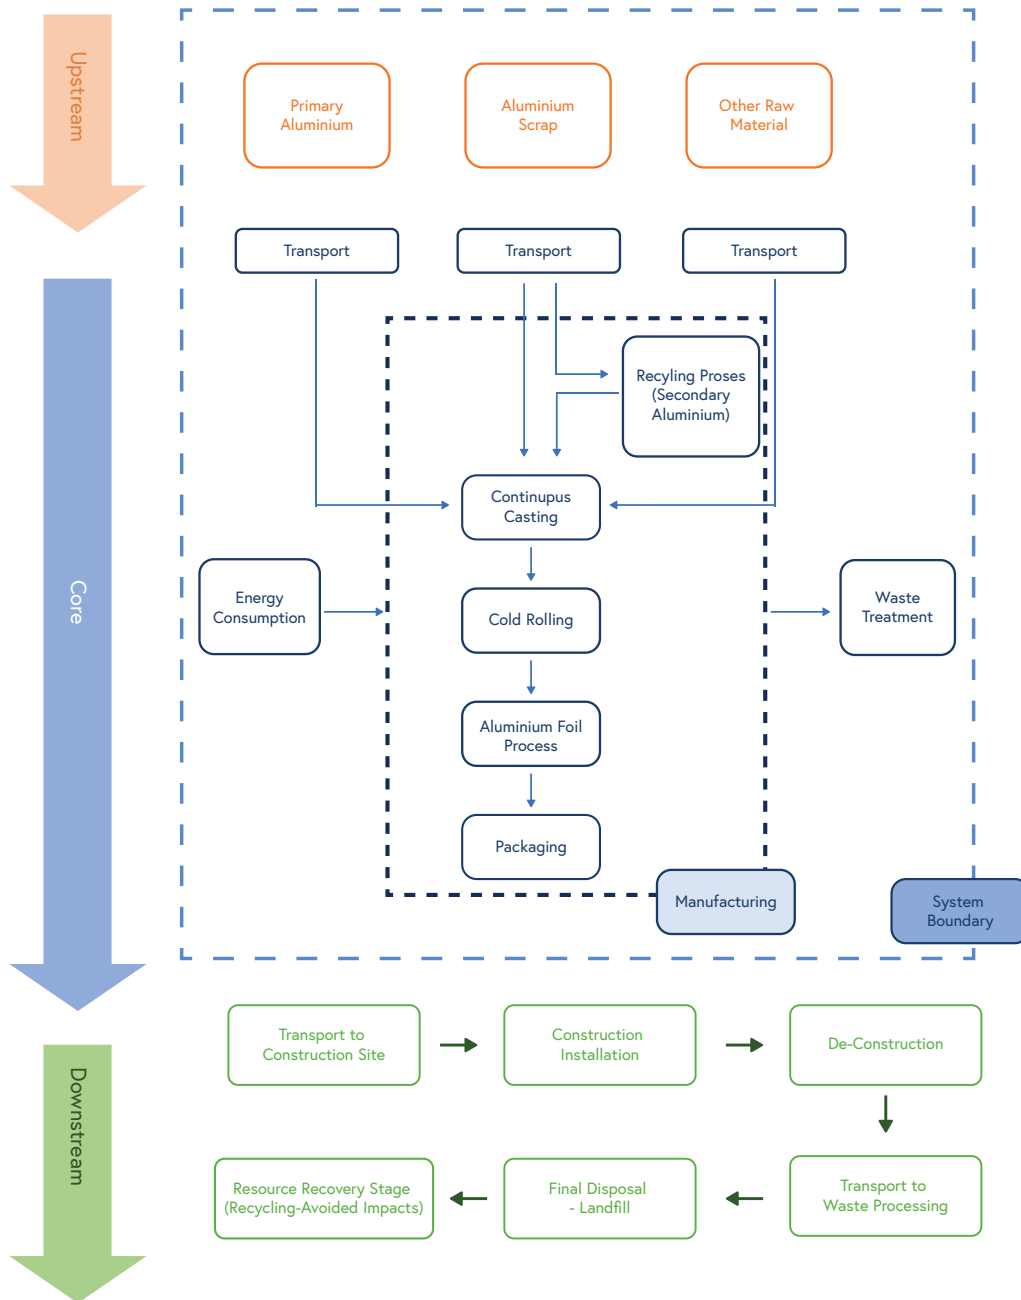 Upstream
Primary
Aluminium
Aluminium
Scrap
Other Raw
Material
Transport
Transport
Transport
Recyling Proses
(Secondary
Aluminium)
Continupus
Casting
Core
Energy
Consumption
Cold Rolling
Waste
Treatment
Aluminium Foil
Process
Packaging
Manufacturing
System
Boundary
Downstream
Transport to
Construction Site
Construction
Installation
De-Construction
Resource Recovery Stage
(Recycling-Avoided Impacts)
Final Disposal
- Landfill
Transport to
Waste Processing